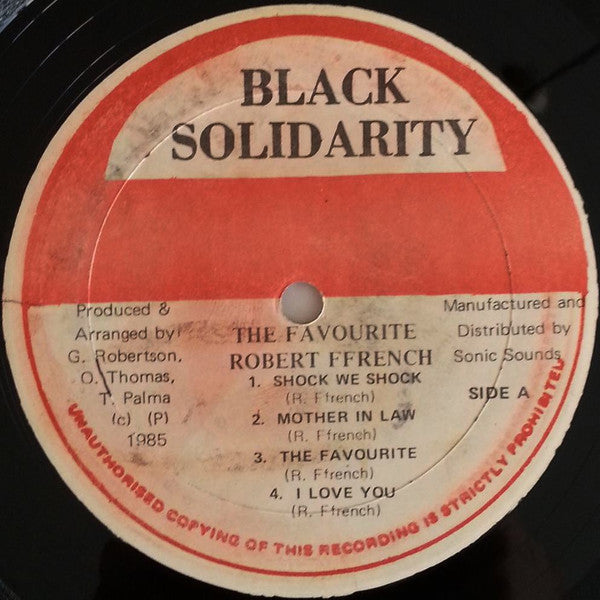 BLACK
SOLIDARITY
Produced &
Arranged by:
G. Robertson,
O. Thomas,
T. Palma
(c) (P)
1985
THE FAVOURITE
ROBERT FFRENCH
1. SHOCK WE SHOCK
(R. Ffrench)
2. MOTHER IN LAW
(R. Ffrench)
3. THE FAVOURITE
(R. Ffrench)
4. I LOVE YOU
(R. Ffrench)
Manufactured and
Distributed by
Sonic Sounds
SIDE A
UNAUTHORISED COPYING OF THIS RECORDING IS STRICTLY PROHIBITED